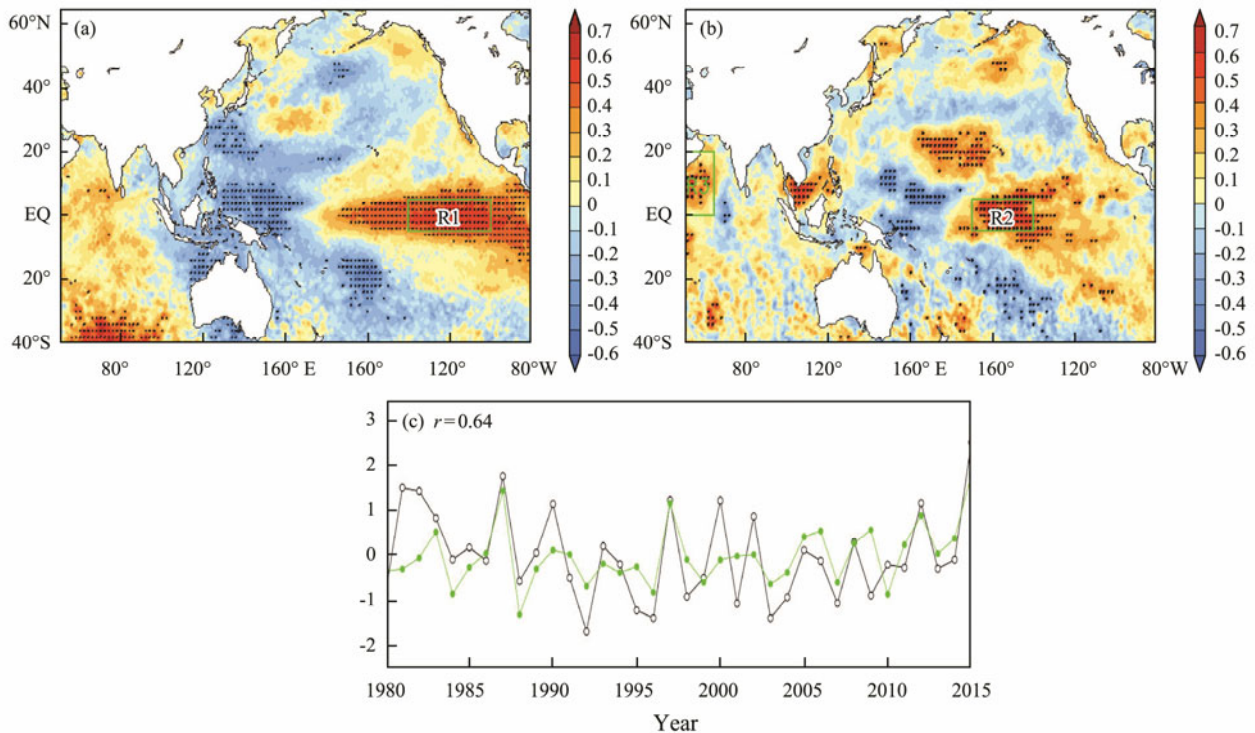 (a)
60°N
40°
20°
EQ
20°
40°S
80°
120°
160° E
160°
120°
80°W
R1
0.7
0.6
0.5
0.4
0.3
0.2
0.1
0
-0.1
-0.2
-0.3
-0.4
-0.5
-0.6
(b)
60°N
40°
20°
EQ
20°
40°S
80°
120°
160° E
160°
120°
80°W
R2
0.7
0.6
0.5
0.4
0.3
0.2
0.1
0
-0.1
-0.2
-0.3
-0.4
-0.5
-0.6
(c) r=0.64
3
2
1
0
-1
-2
1980 1985 1990 1995 2000 2005 2010 2015
Year